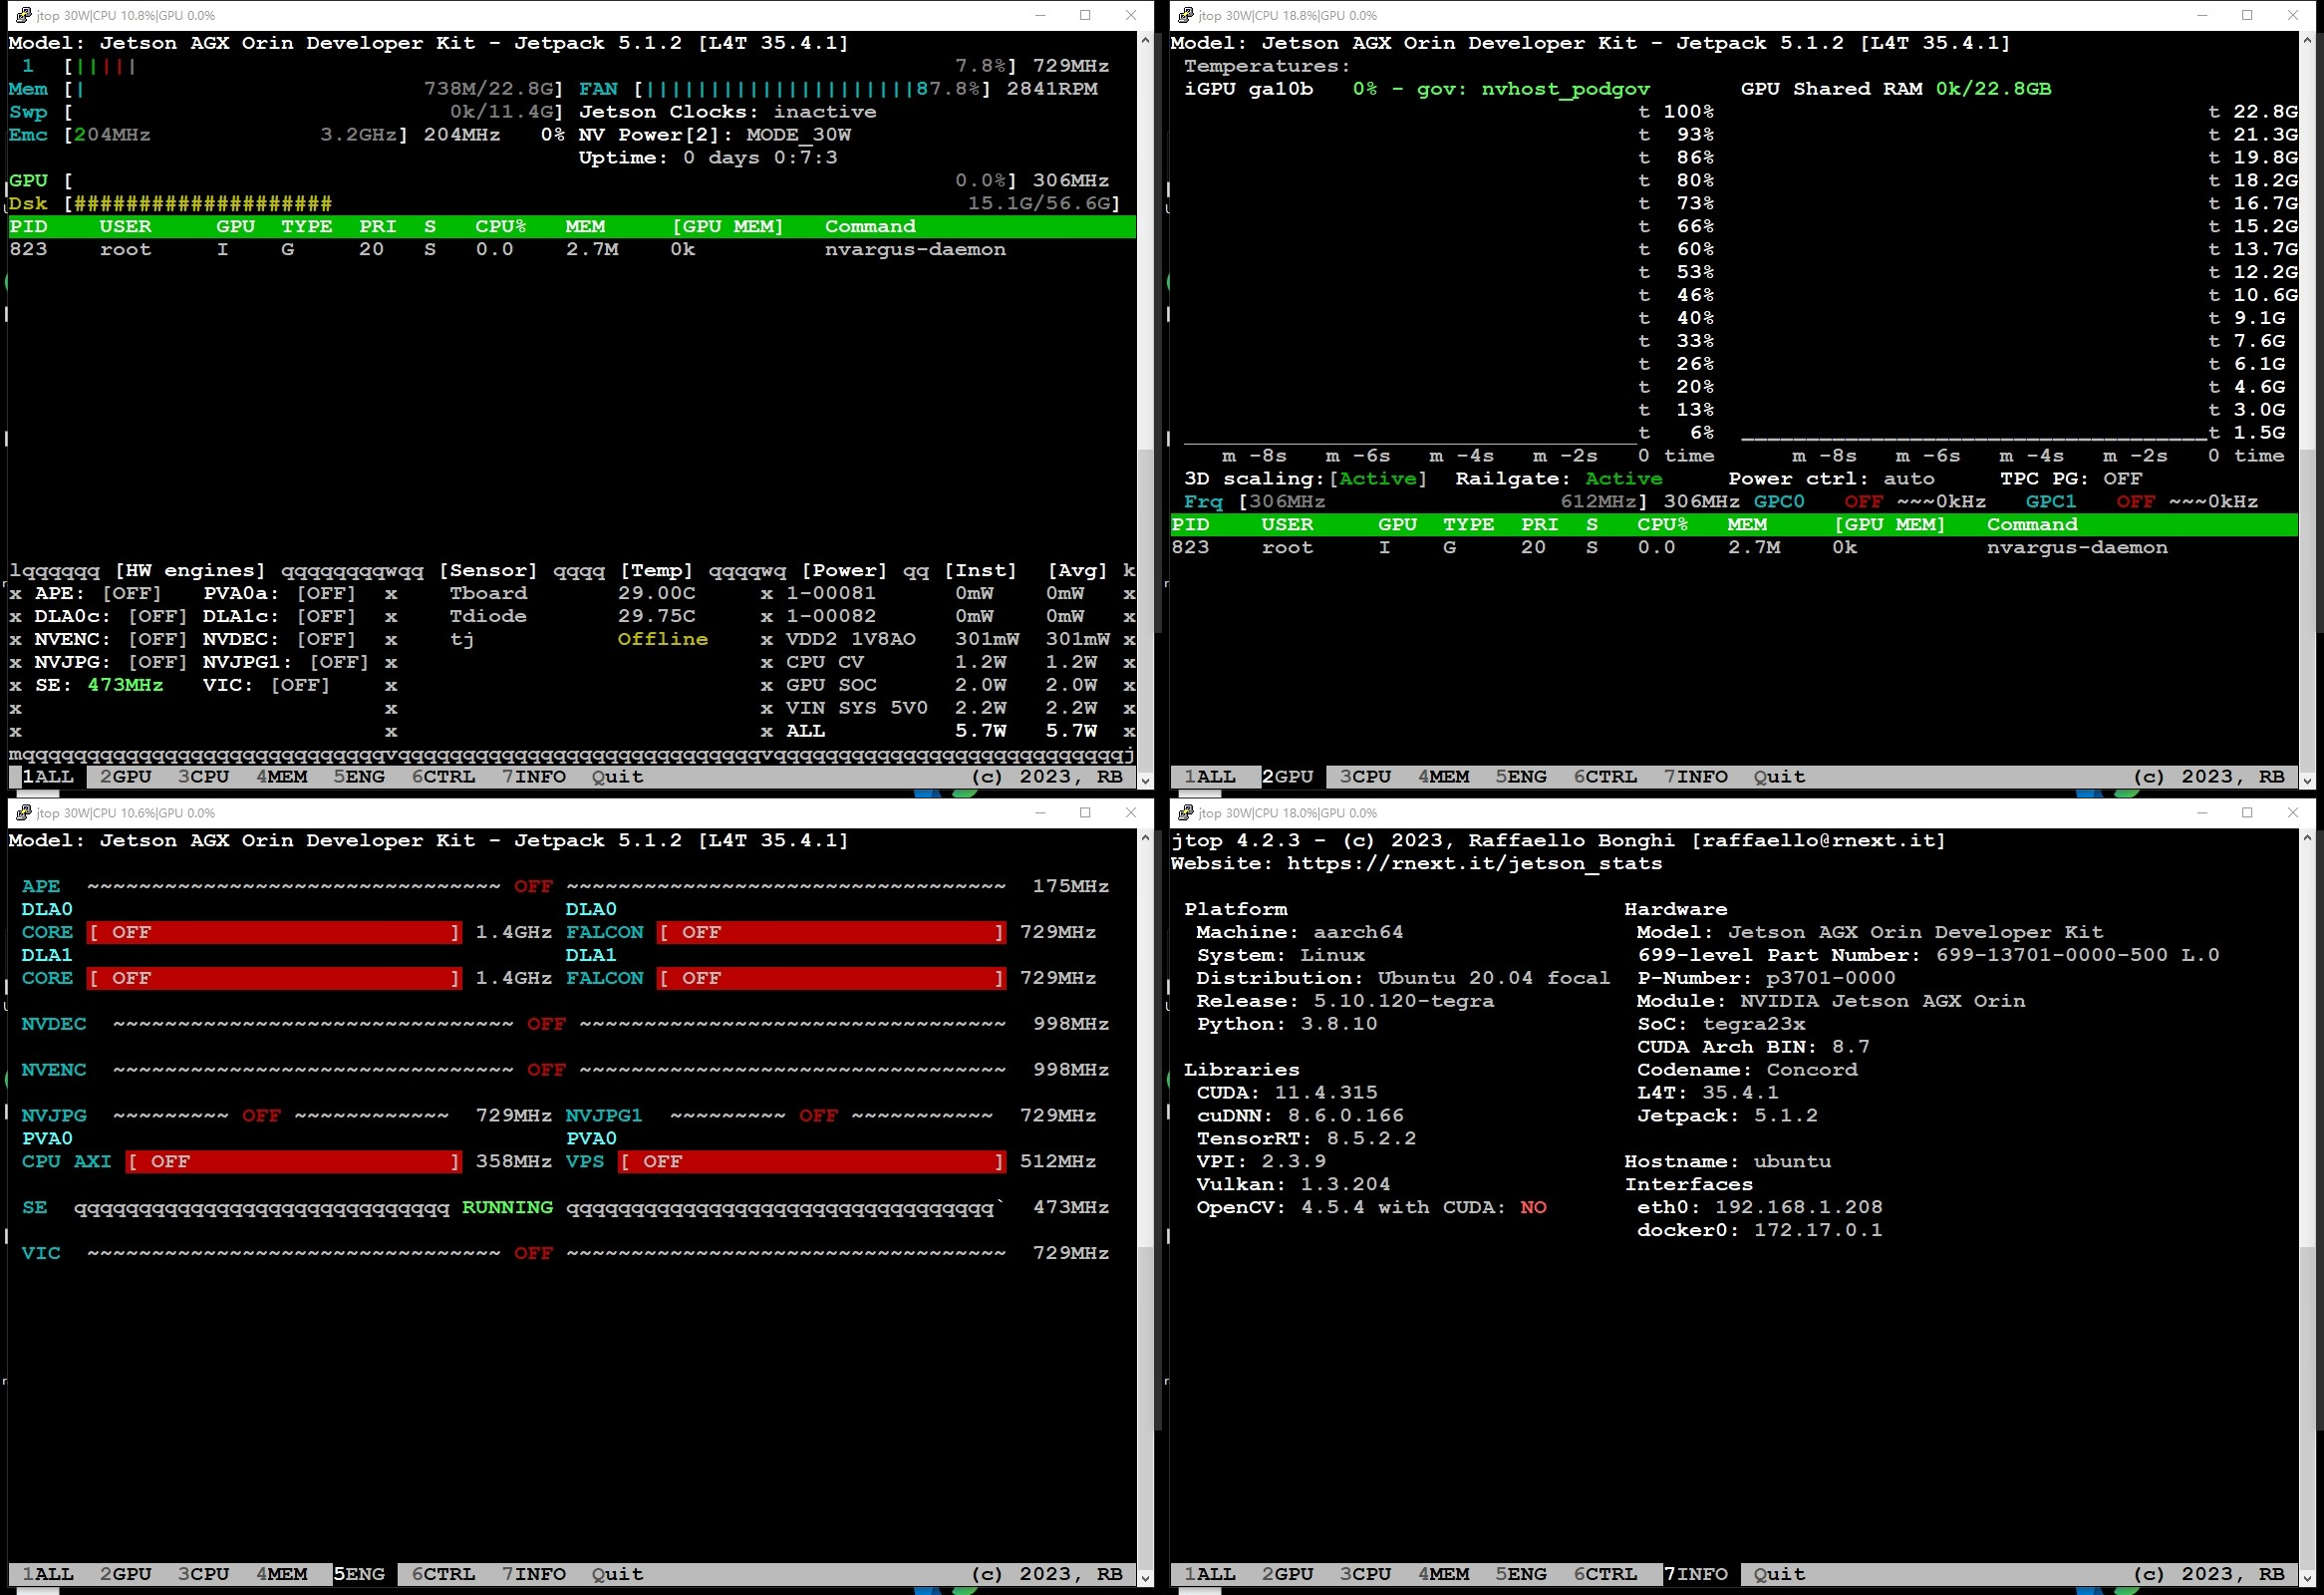 jtop 30W|CPU 10.8%|GPU 0.0%
Model: Jetson AGX Orin Developer Kit - Jetpack 5.1.2 [L4T 35.4.1]
1 [||||| 7.8%] 729MHz
Mem [| 738M/22.8G] FAN [|||||||||||||||||||||87.8%] 2841RPM
Swp [ 0k/11.4G] Jetson Clocks: inactive
Emc [204MHz 3.2GHz] 204MHz 0% NV Power[2]: MODE_30W
Uptime: 0 days 0:7:3
GPU [ 0.0%] 306MHz
Dsk [#################### 15.1G/56.6G]
PID USER GPU TYPE PRI S CPU% MEM [GPU MEM] Command
823 root I G 20 S 0.0 2.7M 0k nvargus-daemon
lqqqqqq [HW engines] qqqqqqqqwqq [Sensor] qqqq [Temp] qqqqwq [Power] qq [Inst] [Avg] k
x APE: [OFF] PVA0a: [OFF] x Tboard 29.00C x 1-00081 0mW 0mW x
x DLA0c: [OFF] DLA1c: [OFF] x Tdiode 29.75C x 1-00082 0mW 0mW x
x NVENC: [OFF] NVDEC: [OFF] x tj Offline x VDD2 1V8AO 301mW 301mW x
x NVJPG: [OFF] NVJPG1: [OFF] x x CPU CV 1.2W 1.2W x
x SE: 473MHz VIC: [OFF] x x GPU SOC 2.0W 2.0W x
x x x VIN SYS 5V0 2.2W 2.2W x
x x x ALL 5.7W 5.7W x
mqqqqqqqqqqqqqqqqqqqqqqqqqqqqvqqqqqqqqqqqqqqqqqqqqqqqqqqqqvqqqqqqqqqqqqqqqqqqqqqqqqqqqj
1ALL 2GPU 3CPU 4MEM 5ENG 6CTRL 7INFO Quit (c) 2023, RB
jtop 30W|CPU 18.8%|GPU 0.0%
Model: Jetson AGX Orin Developer Kit - Jetpack 5.1.2 [L4T 35.4.1]
Temperatures:
iGPU ga10b 0% - gov: nvhost_podgov GPU Shared RAM 0k/22.8GB
t 100% t 22.8G
t 93% t 21.3G
t 86% t 19.8G
t 80% t 18.2G
t 73% t 16.7G
t 66% t 15.2G
t 60% t 13.7G
t 53% t 12.2G
t 46% t 10.6G
t 40% t 9.1G
t 33% t 7.6G
t 26% t 6.1G
t 20% t 4.6G
t 13% t 3.0G
t 6% t 1.5G
m -8s m -6s m -4s m -2s 0 time m -8s m -6s m -4s m -2s 0 time
3D scaling:[Active] Railgate: Active Power ctrl: auto TPC PG: OFF
Frq [306MHz 612MHz] 306MHz GPC0 OFF ~~~0kHz GPC1 OFF ~~~0kHz
PID USER GPU TYPE PRI S CPU% MEM [GPU MEM] Command
823 root I G 20 S 0.0 2.7M 0k nvargus-daemon
1ALL 2GPU 3CPU 4MEM 5ENG 6CTRL 7INFO Quit (c) 2023, RB
jtop 30W|CPU 10.6%|GPU 0.0%
Model: Jetson AGX Orin Developer Kit - Jetpack 5.1.2 [L4T 35.4.1]
APE ~~~~~~~~~~~~~~~~~~~~~~~~~~~~~~~~ OFF ~~~~~~~~~~~~~~~~~~~~~~~~~~~~~~~~~~ 175MHz
DLA0 DLA0
CORE [ OFF ] 1.4GHz FALCON [ OFF ] 729MHz
DLA1 DLA1
CORE [ OFF ] 1.4GHz FALCON [ OFF ] 729MHz
NVDEC ~~~~~~~~~~~~~~~~~~~~~~~~~~~~~~~ OFF ~~~~~~~~~~~~~~~~~~~~~~~~~~~~~~~~~ 998MHz
NVENC ~~~~~~~~~~~~~~~~~~~~~~~~~~~~~~~ OFF ~~~~~~~~~~~~~~~~~~~~~~~~~~~~~~~~~ 998MHz
NVJPG ~~~~~~~~~ OFF ~~~~~~~~~~~~ 729MHz NVJPG1 ~~~~~~~~~ OFF ~~~~~~~~~~~ 729MHz
PVA0 PVA0
CPU AXI [ OFF ] 358MHz VPS [ OFF ] 512MHz
SE qqqqqqqqqqqqqqqqqqqqqqqqqqqqq RUNNING qqqqqqqqqqqqqqqqqqqqqqqqqqqqqqqqq` 473MHz
VIC ~~~~~~~~~~~~~~~~~~~~~~~~~~~~~~~~ OFF ~~~~~~~~~~~~~~~~~~~~~~~~~~~~~~~~~~ 729MHz
1ALL 2GPU 3CPU 4MEM 5ENG 6CTRL 7INFO Quit (c) 2023, RB
jtop 30W|CPU 18.0%|GPU 0.0%
jtop 4.2.3 - (c) 2023, Raffaello Bonghi [raffaello@rnext.it]
Website: https://rnext.it/jetson_stats
Platform
Machine: aarch64
System: Linux
Distribution: Ubuntu 20.04 focal
Release: 5.10.120-tegra
Python: 3.8.10
Libraries
CUDA: 11.4.315
cuDNN: 8.6.0.166
TensorRT: 8.5.2.2
VPI: 2.3.9
Vulkan: 1.3.204
OpenCV: 4.5.4 with CUDA: NO
Hardware
Model: Jetson AGX Orin Developer Kit
699-level Part Number: 699-13701-0000-500 L.0
P-Number: p3701-0000
Module: NVIDIA Jetson AGX Orin
SoC: tegra23x
CUDA Arch BIN: 8.7
Codename: Concord
L4T: 35.4.1
Jetpack: 5.1.2
Hostname: ubuntu
Interfaces
eth0: 192.168.1.208
docker0: 172.17.0.1
1ALL 2GPU 3CPU 4MEM 5ENG 6CTRL 7INFO Quit (c) 2023, RB